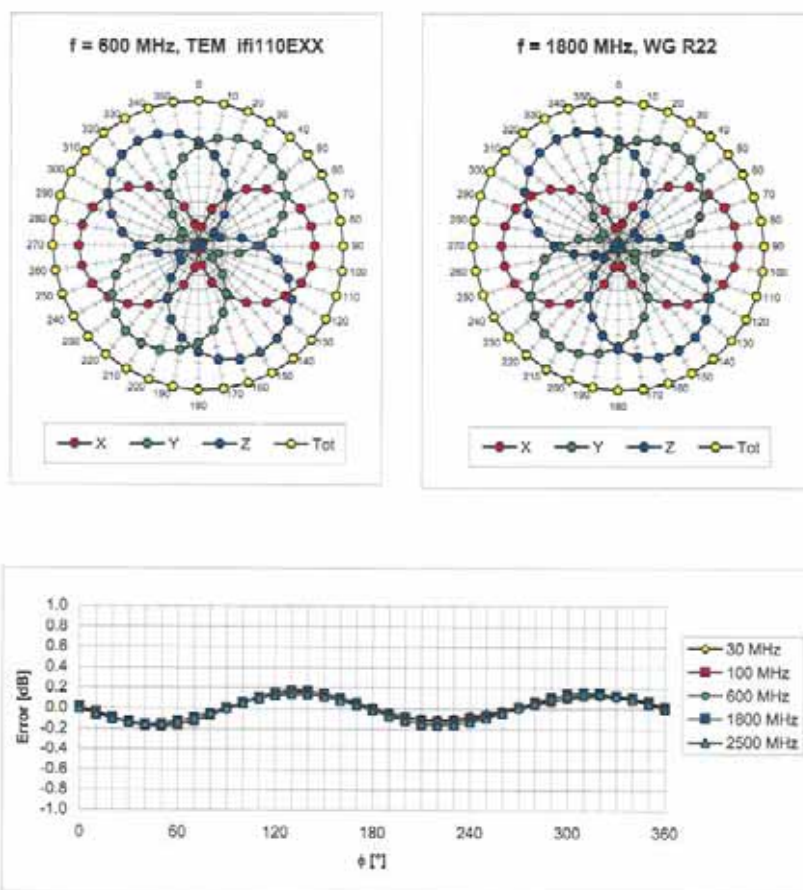 f = 600 MHz, TEM ifi110EXX
0 10 20 30 40 50 60 70 80 90 100 110 120 130 140 150 160 170 180 190 200 210 220 230 240 250 260 270 280 290 300 310 320 330 340 350
X Y Z Tot
f = 1800 MHz, WG R22
0 10 20 30 40 50 60 70 80 90 100 110 120 130 140 150 160 170 180 190 200 210 220 230 240 250 260 270 280 290 300 310 320 330 340 350
X Y Z Tot
Error [dB]
1.0
0.8
0.6
0.4
0.2
0.0
-0.2
-0.4
-0.6
-0.8
-1.0
0 60 120 180 240 300 360
ϕ [°]
30 MHz
100 MHz
600 MHz
1800 MHz
2500 MHz